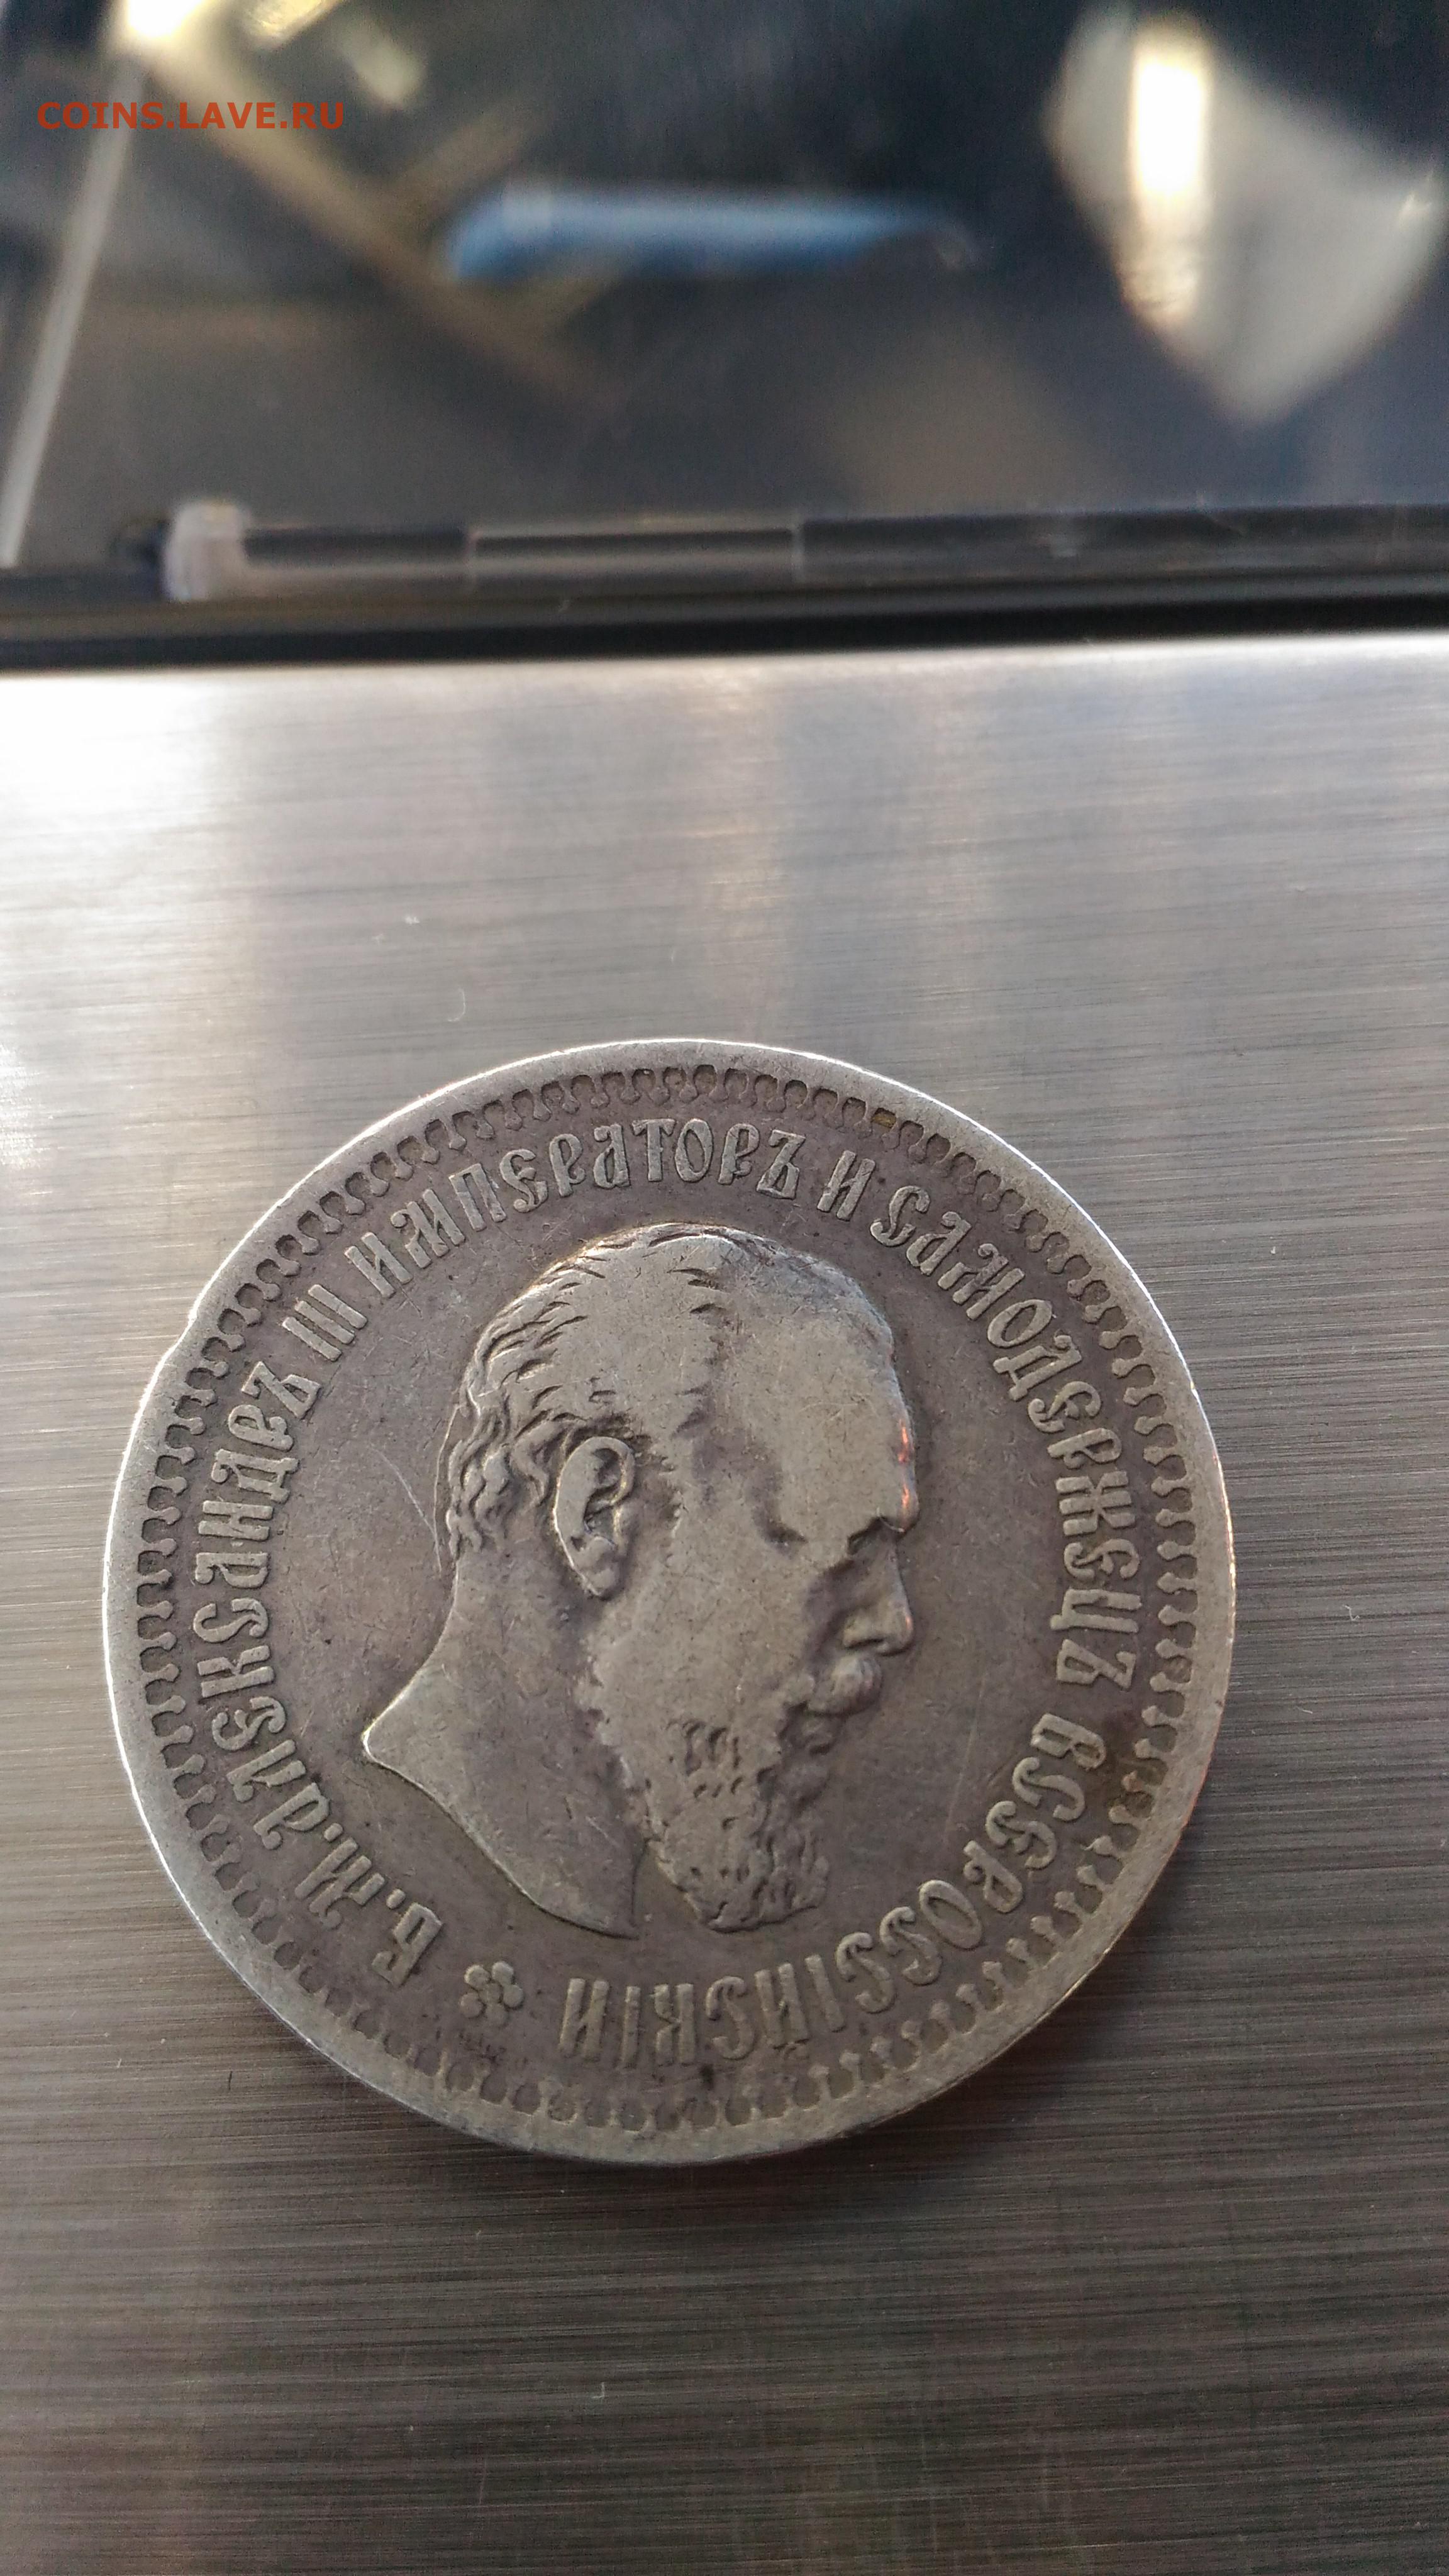 COINS.LAVE.RU
Б. М. АЛЕКСАНДРЪ III ИМПЕРАТОРЪ И САМОДЕРЖЕЦЪ ВСЕРОССІЙСКІЙ